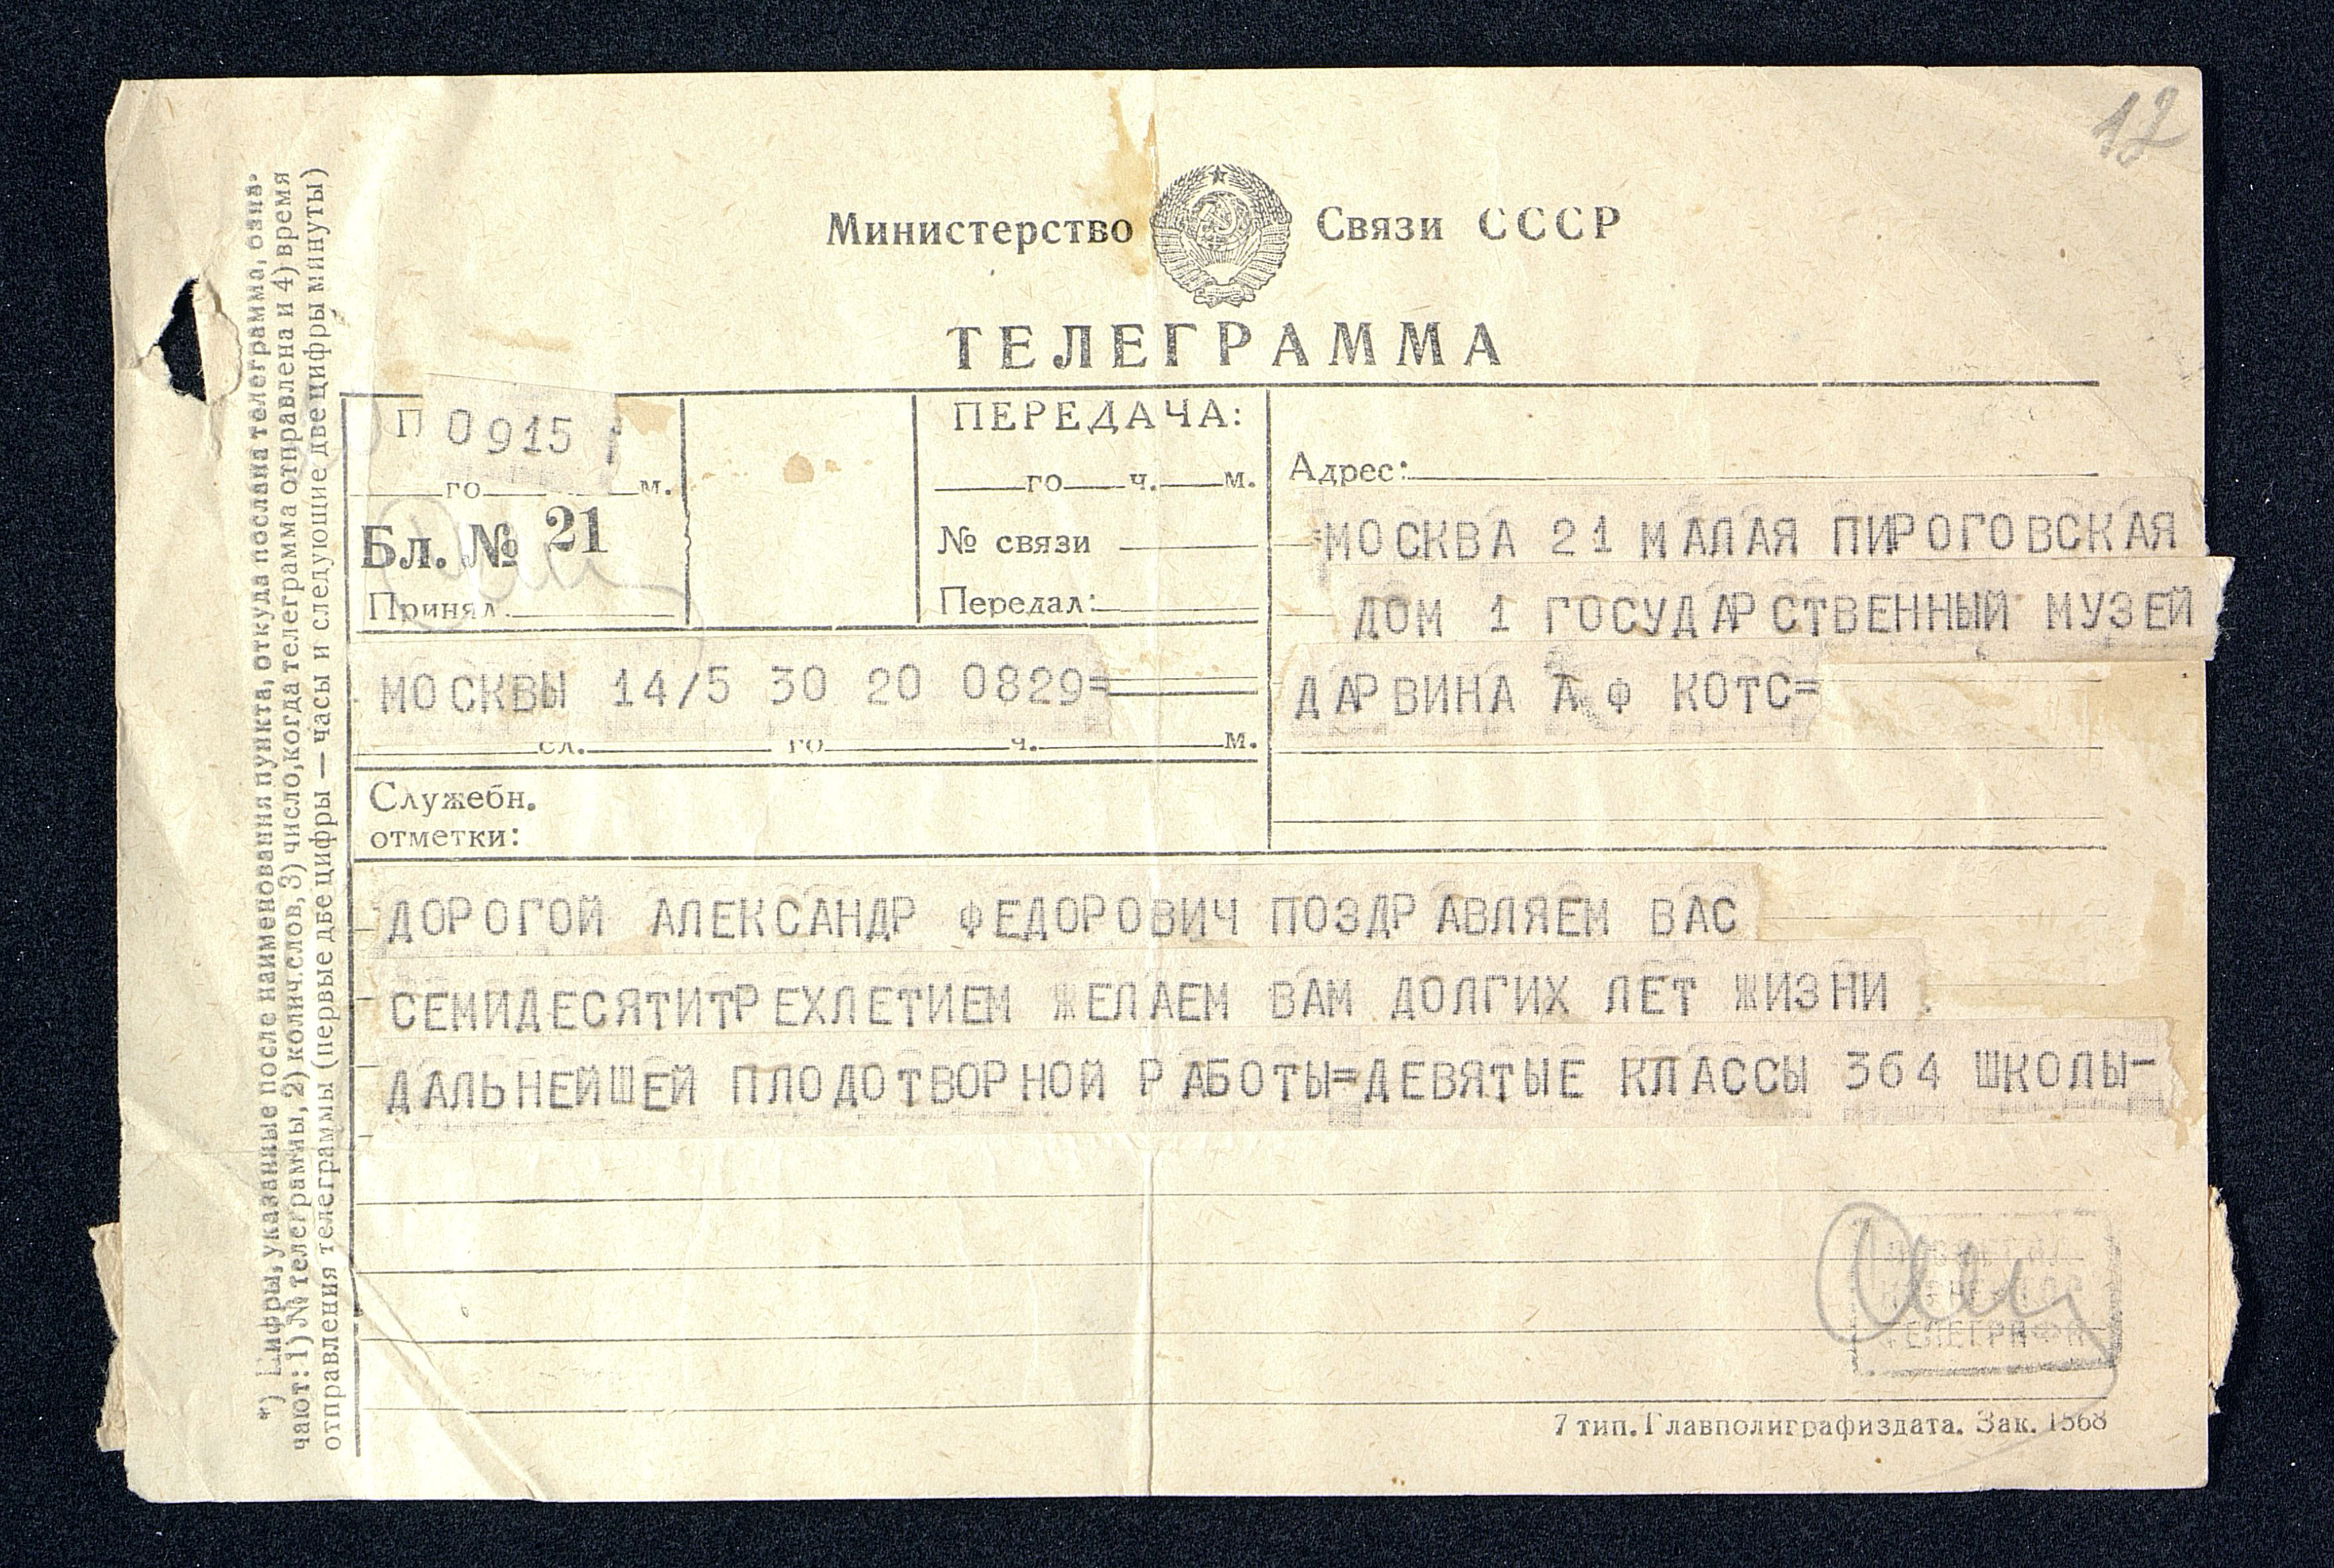 12
Министерство Связи СССР
ТЕЛЕГРАММА
П 0915
го м.
Бл. № 21
Принял
ПЕРЕДАЧА:
го ч. м.
№ связи
Передал:
Адрес:
МОСКВА 21 МАЛАЯ ПИРОГОВСКАЯ
ДОМ 1 ГОСУДАРСТВЕННЫЙ МУЗЕЙ
ДАРВИНА А Ф КОТС=
МОСКВЫ 14/5 30 20 0829=
сл. го ч. м.
Служебн.
отметки:
ДОРОГОЙ АЛЕКСАНДР ФЕДОРОВИЧ ПОЗДРАВЛЯЕМ ВАС
СЕМИДЕСЯТИТРЕХЛЕТИЕМ ЖЕЛАЕМ ВАМ ДОЛГИХ ЛЕТ ЖИЗНИ
ДАЛЬНЕЙШЕЙ ПЛОДОТВОРНОЙ РАБОТЫ=ДЕВЯТЫЕ КЛАССЫ 364 ШКОЛЫ-
ТЕЛЕГРАФА
7 тип. Главполиграфиздата. Зак. 1568
*) Цифры, указанные после наименования пункта, откуда послана телеграмма, озна-
чают: 1) № телеграммы, 2) колич. слов, 3) число, когда телеграмма отправлена и 4) время
отправления телеграммы (первые две цифры — часы и следующие две цифры минуты)